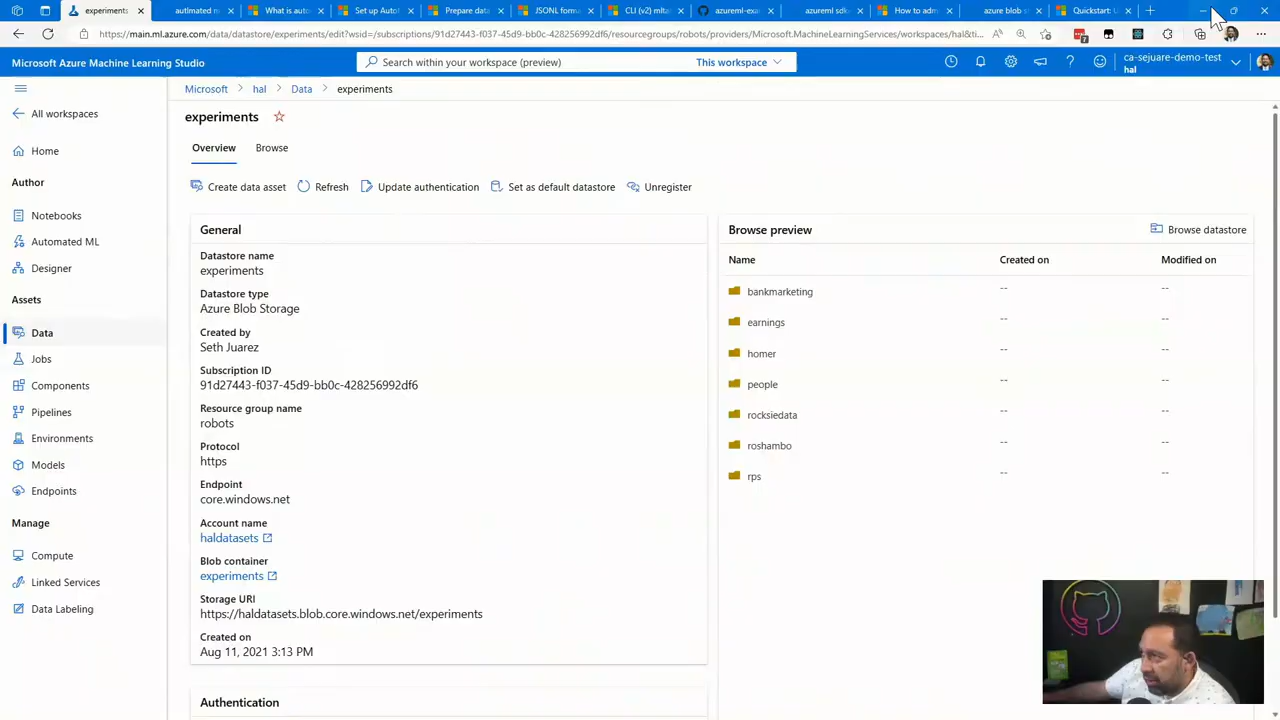 experiments
autlmated m
What is auto
Set up AutoM
Prepare data
JSONL forma
CLI (v2) mlta
azureml-exa
azureml sdk
How to adm
azure blob s
Quickstart: U
https://main.ml.azure.com/data/datastore/experiments/edit?wsid=/subscriptions/91d27443-f037-45d9-bb0c-428256992df6/resourcegroups/robots/providers/Microsoft.MachineLearningServices/workspaces/hal&ti...
Microsoft Azure Machine Learning Studio
Search within your workspace (preview)
This workspace
ca-sejuare-demo-test
hal
Microsoft > hal > Data > experiments
All workspaces
Home
Author
Notebooks
Automated ML
Designer
Assets
Data
Jobs
Components
Pipelines
Environments
Models
Endpoints
Manage
Compute
Linked Services
Data Labeling
experiments
Overview
Browse
Create data asset
Refresh
Update authentication
Set as default datastore
Unregister
General
Datastore name
experiments
Datastore type
Azure Blob Storage
Created by
Seth Juarez
Subscription ID
91d27443-f037-45d9-bb0c-428256992df6
Resource group name
robots
Protocol
https
Endpoint
core.windows.net
Account name
haldatasets
Blob container
experiments
Storage URI
https://haldatasets.blob.core.windows.net/experiments
Created on
Aug 11, 2021 3:13 PM
Authentication
Browse preview
Browse datastore
Name Created on Modified on
bankmarketing -- --
earnings -- --
homer -- --
people -- --
rocksiedata -- --
roshambo -- --
rps -- --